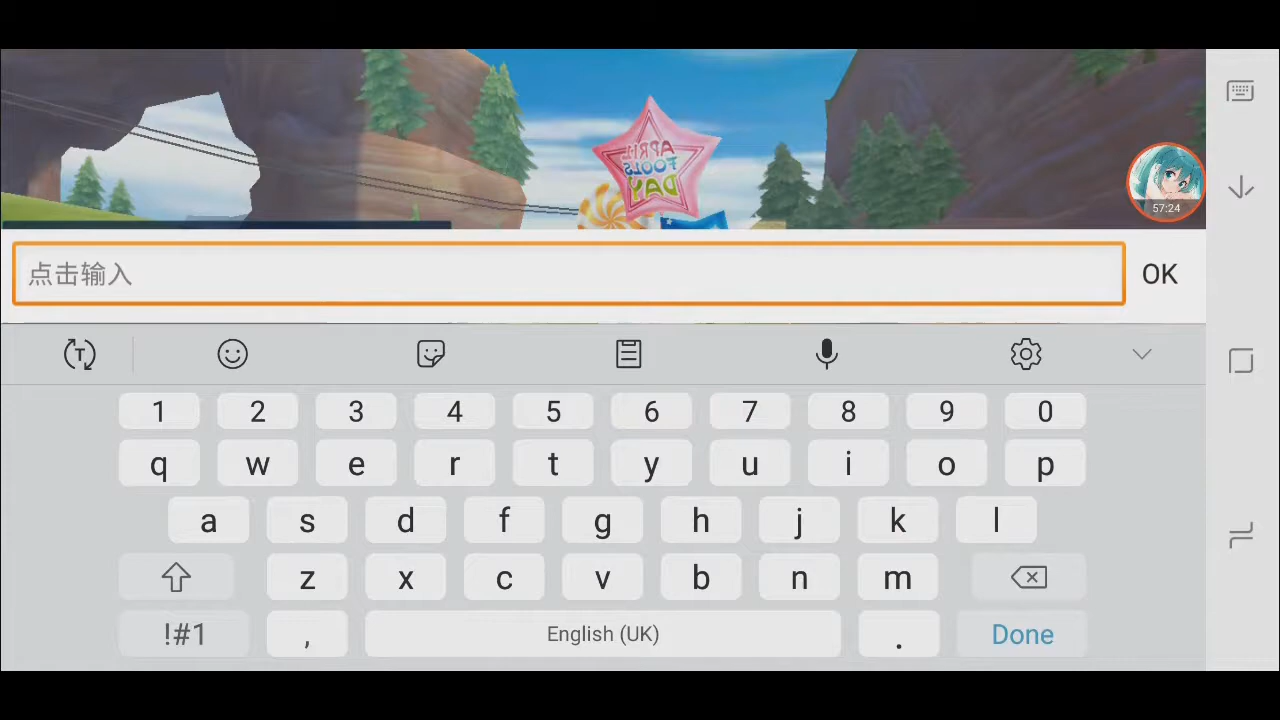 APRIL
FOOLS
DAY
57:24
点击输入
OK
T
1 2 3 4 5 6 7 8 9 0
q w e r t y u i o p
a s d f g h j k l
z x c v b n m
!#1 , English (UK) . Done